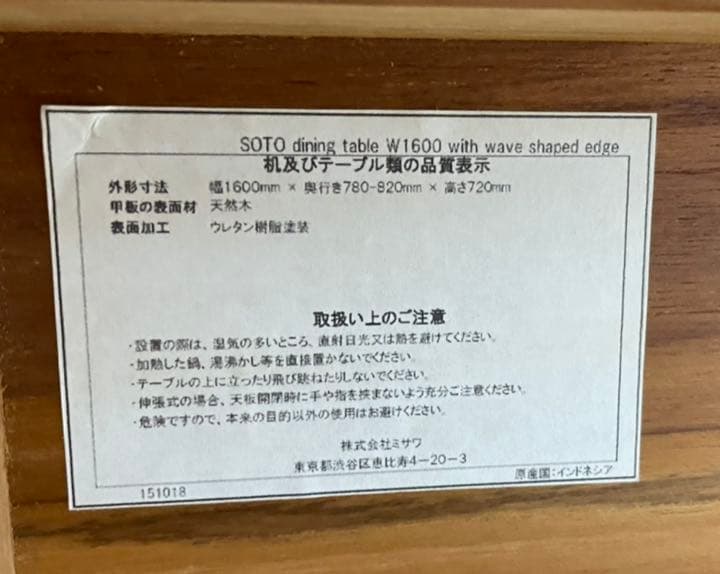 SOTO dining table W1600 with wave shaped edge
机及びテーブル類の品質表示
外形寸法 幅1600mm × 奥行き780-820mm × 高さ720mm
甲板の表面材 天然木
表面加工 ウレタン樹脂塗装
取扱い上のご注意
・設置の際は、湿気の多いところ、直射日光又は熱を避けてください。
・加熱した鍋、湯沸かし等を直接置かないでください。
・テーブルの上に立ったり飛び跳ねたりしないでください。
・伸張式の場合、天板開閉時に手や指を挟まないよう充分ご注意ください。
・危険ですので、本来の目的以外の使用はお避けください。
株式会社ミサワ
東京都渋谷区恵比寿4-20-3
原産国:インドネシア
151018